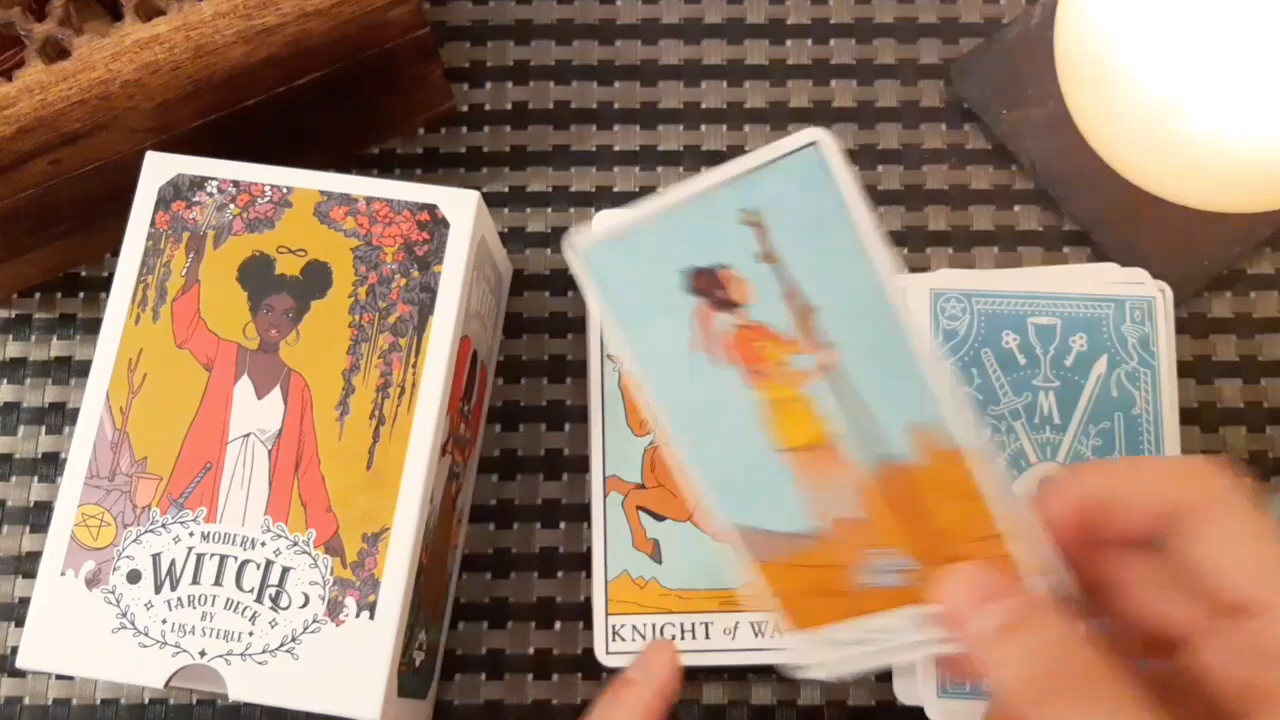 MODERN
WITCH
TAROT DECK
BY
LISA STERLE
KNIGHT of WA
W